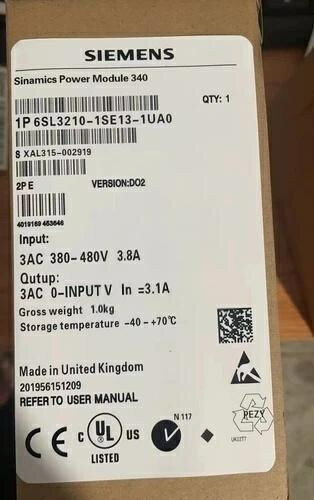 SIEMENS
Sinamics Power Module 340
1P 6SL3210-1SE13-1UA0 QTY: 1
S XAL315-002919
2P E VERSION:D02
4019169 453646
Input:
3AC 380-480V 3.8A
Qutup:
3AC 0-INPUT V In =3.1A
Gross weight 1.0kg
Storage temperature -40 - +70℃
Made in United Kingdom
201956151209
REFER TO USER MANUAL
CE
C UL US
LISTED
N 117
PEZY
UK02T7